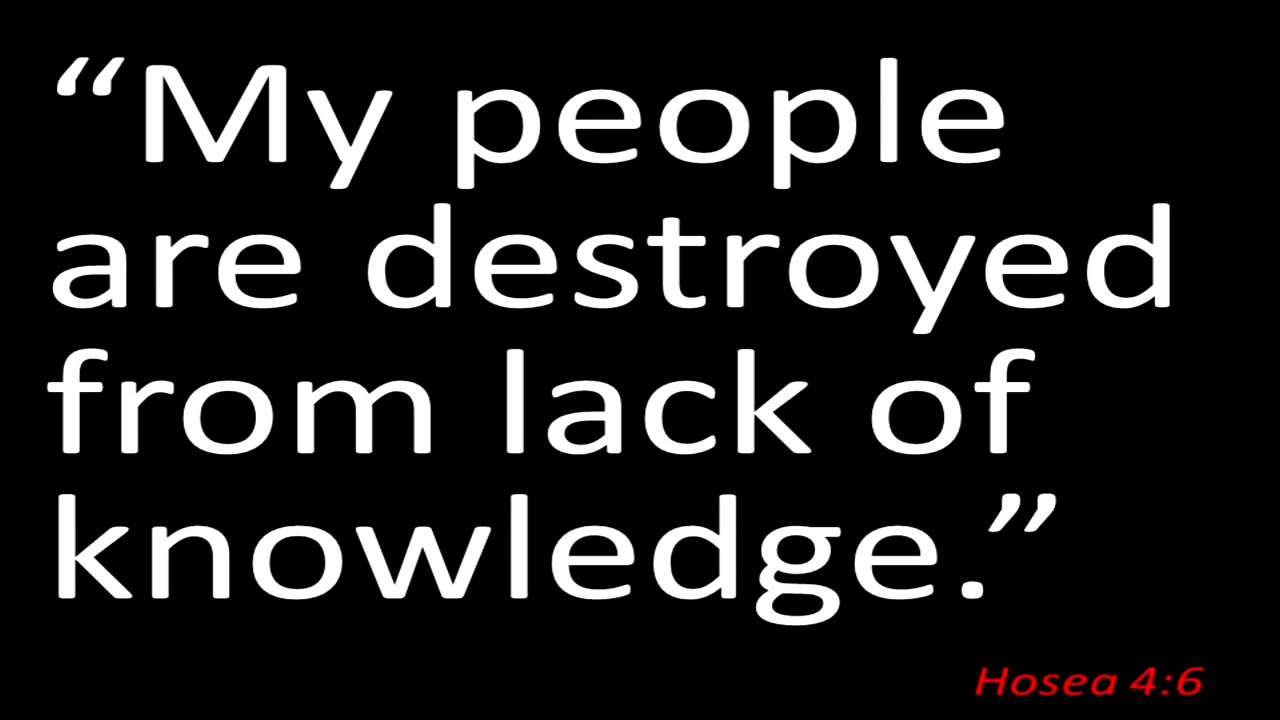 “My people
are destroyed
from lack of
knowledge.”
Hosea 4:6